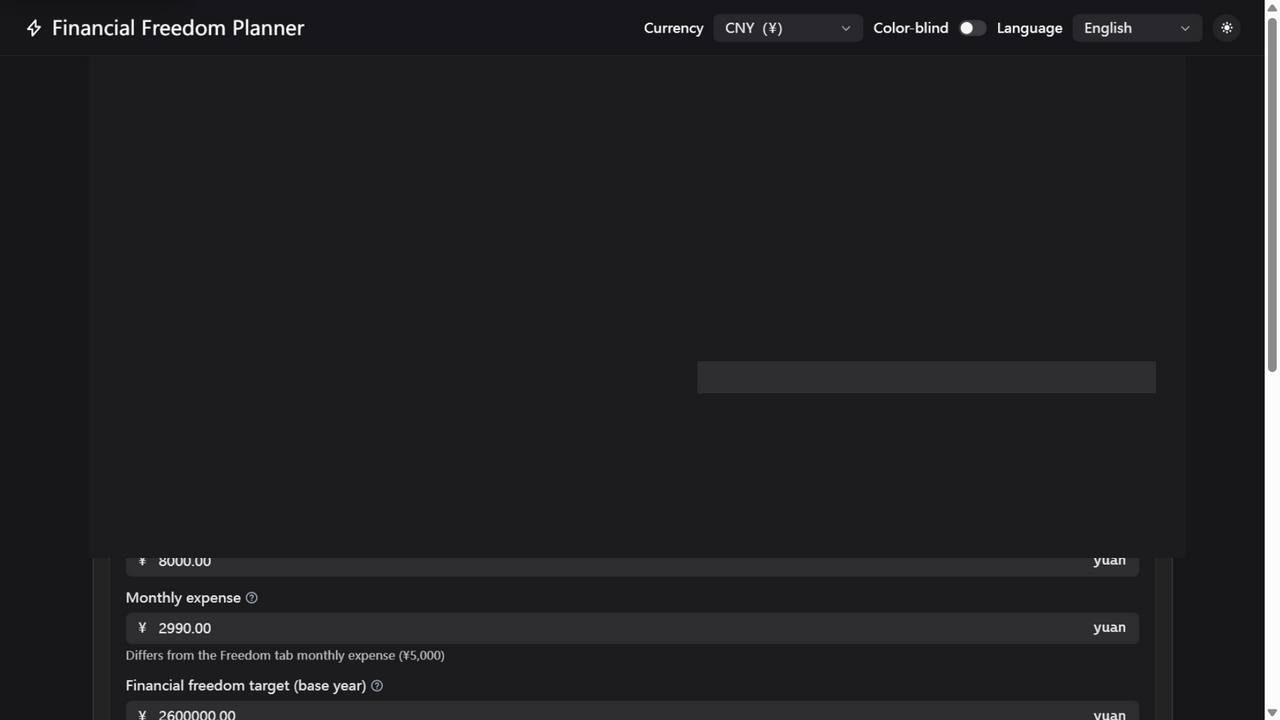 Financial Freedom Planner
Currency
CNY (¥)
Color-blind
Language
English
¥ 8000.00 yuan
Monthly expense
¥ 2990.00 yuan
Differs from the Freedom tab monthly expense (¥5,000)
Financial freedom target (base year)
¥ 2600000.00 yuan